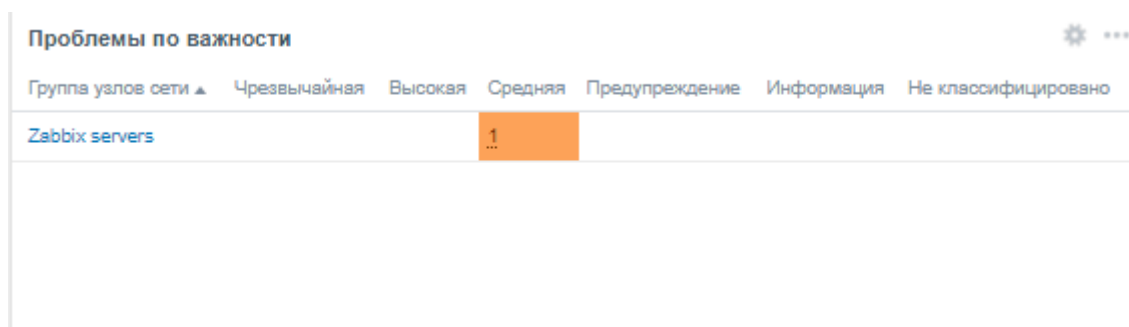 Проблемы по важности
Группа узлов сети ▲ Чрезвычайная Высокая Средняя Предупреждение Информация Не классифицировано
Zabbix servers 1